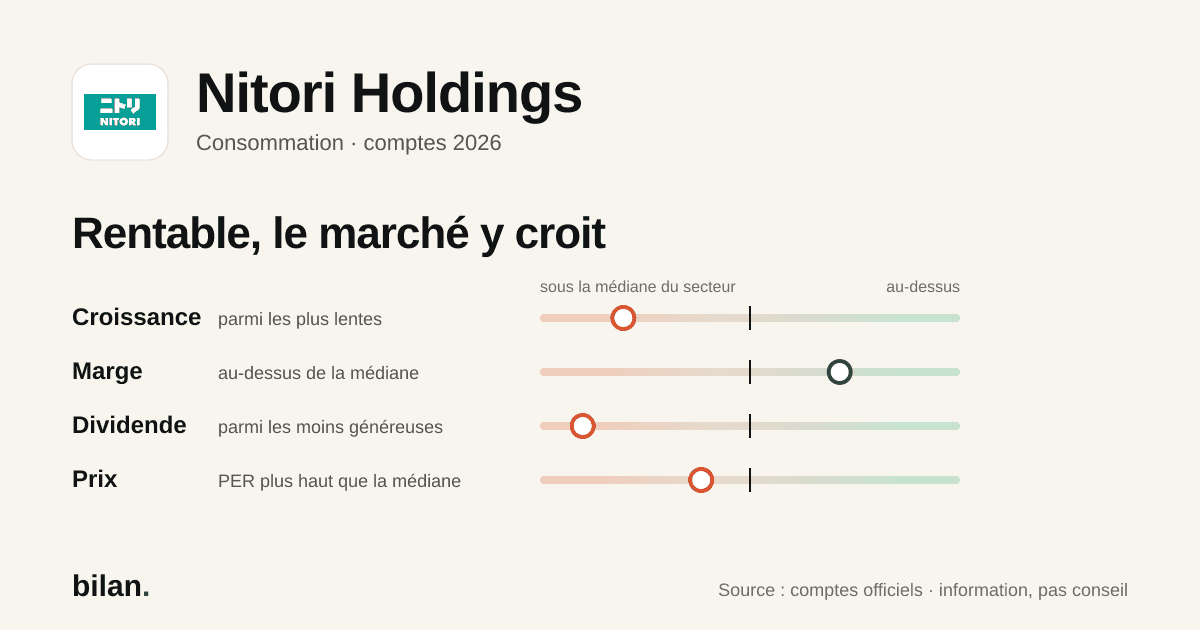 ニトリ
NITORI
Nitori Holdings
Consommation · comptes 2026
Rentable, le marché y croit
sous la médiane du secteur au-dessus
Croissance parmi les plus lentes
Marge au-dessus de la médiane
Dividende parmi les moins généreuses
Prix PER plus haut que la médiane
bilan.
Source : comptes officiels · information, pas conseil